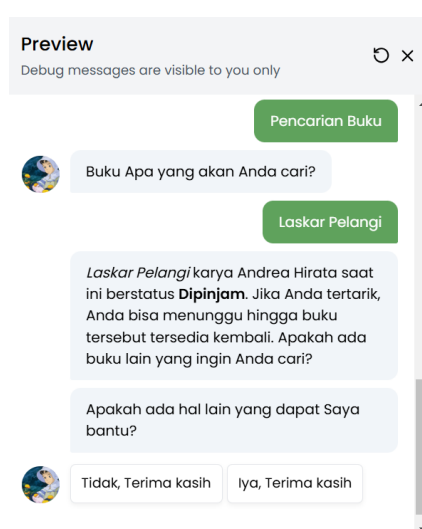 Preview
Debug messages are visible to you only
Pencarian Buku
Buku Apa yang akan Anda cari?
Laskar Pelangi
Laskar Pelangi karya Andrea Hirata saat
ini berstatus Dipinjam. Jika Anda tertarik,
Anda bisa menunggu hingga buku
tersebut tersedia kembali. Apakah ada
buku lain yang ingin Anda cari?
Apakah ada hal lain yang dapat Saya
bantu?
Tidak, Terima kasih
Iya, Terima kasih